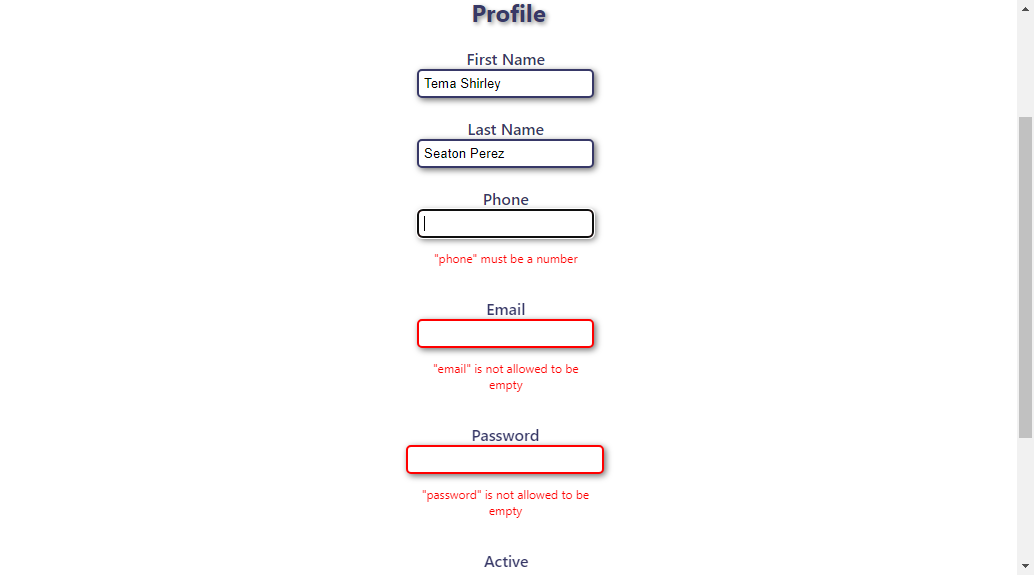 Profile
First Name
Tema Shirley
Last Name
Seaton Perez
Phone
"phone" must be a number
Email
"email" is not allowed to be
empty
Password
"password" is not allowed to be
empty
Active